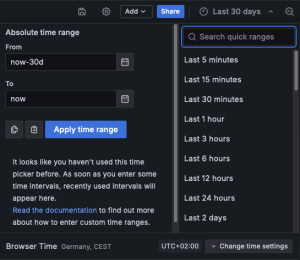 Add
Share
Last 30 days
Absolute time range
From
now-30d
To
now
Apply time range
It looks like you haven't used this time
picker before. As soon as you enter some
time intervals, recently used intervals will
appear here.
Read the documentation to find out more
about how to enter custom time ranges.
Search quick ranges
Last 5 minutes
Last 15 minutes
Last 30 minutes
Last 1 hour
Last 3 hours
Last 6 hours
Last 12 hours
Last 24 hours
Last 2 days
Browser Time Germany, CEST
UTC+02:00
Change time settings